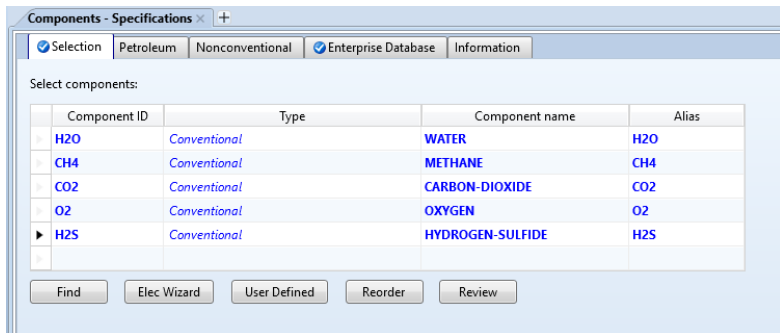 Components - Specifications × +
Selection Petroleum Nonconventional Enterprise Database Information
Select components:
Component ID Type Component name Alias
H2O Conventional WATER H2O
CH4 Conventional METHANE CH4
CO2 Conventional CARBON-DIOXIDE CO2
O2 Conventional OXYGEN O2
H2S Conventional HYDROGEN-SULFIDE H2S
Find Elec Wizard User Defined Reorder Review